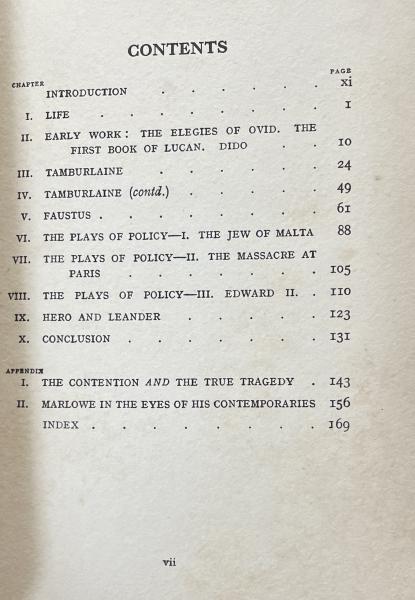 CONTENTS
CHAPTER PAGE
INTRODUCTION . . . . . xi
I. LIFE . . . . . . . 1
II. EARLY WORK: THE ELEGIES OF OVID. THE
FIRST BOOK OF LUCAN. DIDO . . 10
III. TAMBURLAINE . . . . . 24
IV. TAMBURLAINE (contd.) . . . . . 49
V. FAUSTUS . . . . . . . 61
VI. THE PLAYS OF POLICY—I. THE JEW OF MALTA 88
VII. THE PLAYS OF POLICY—II. THE MASSACRE AT
PARIS . . . . . . 105
VIII. THE PLAYS OF POLICY—III. EDWARD II. . 110
IX. HERO AND LEANDER . . . . 123
X. CONCLUSION . . . . . . 131
APPENDIX
I. THE CONTENTION AND THE TRUE TRAGEDY . 143
II. MARLOWE IN THE EYES OF HIS CONTEMPORARIES 156
INDEX . . . . . . . 169
vii